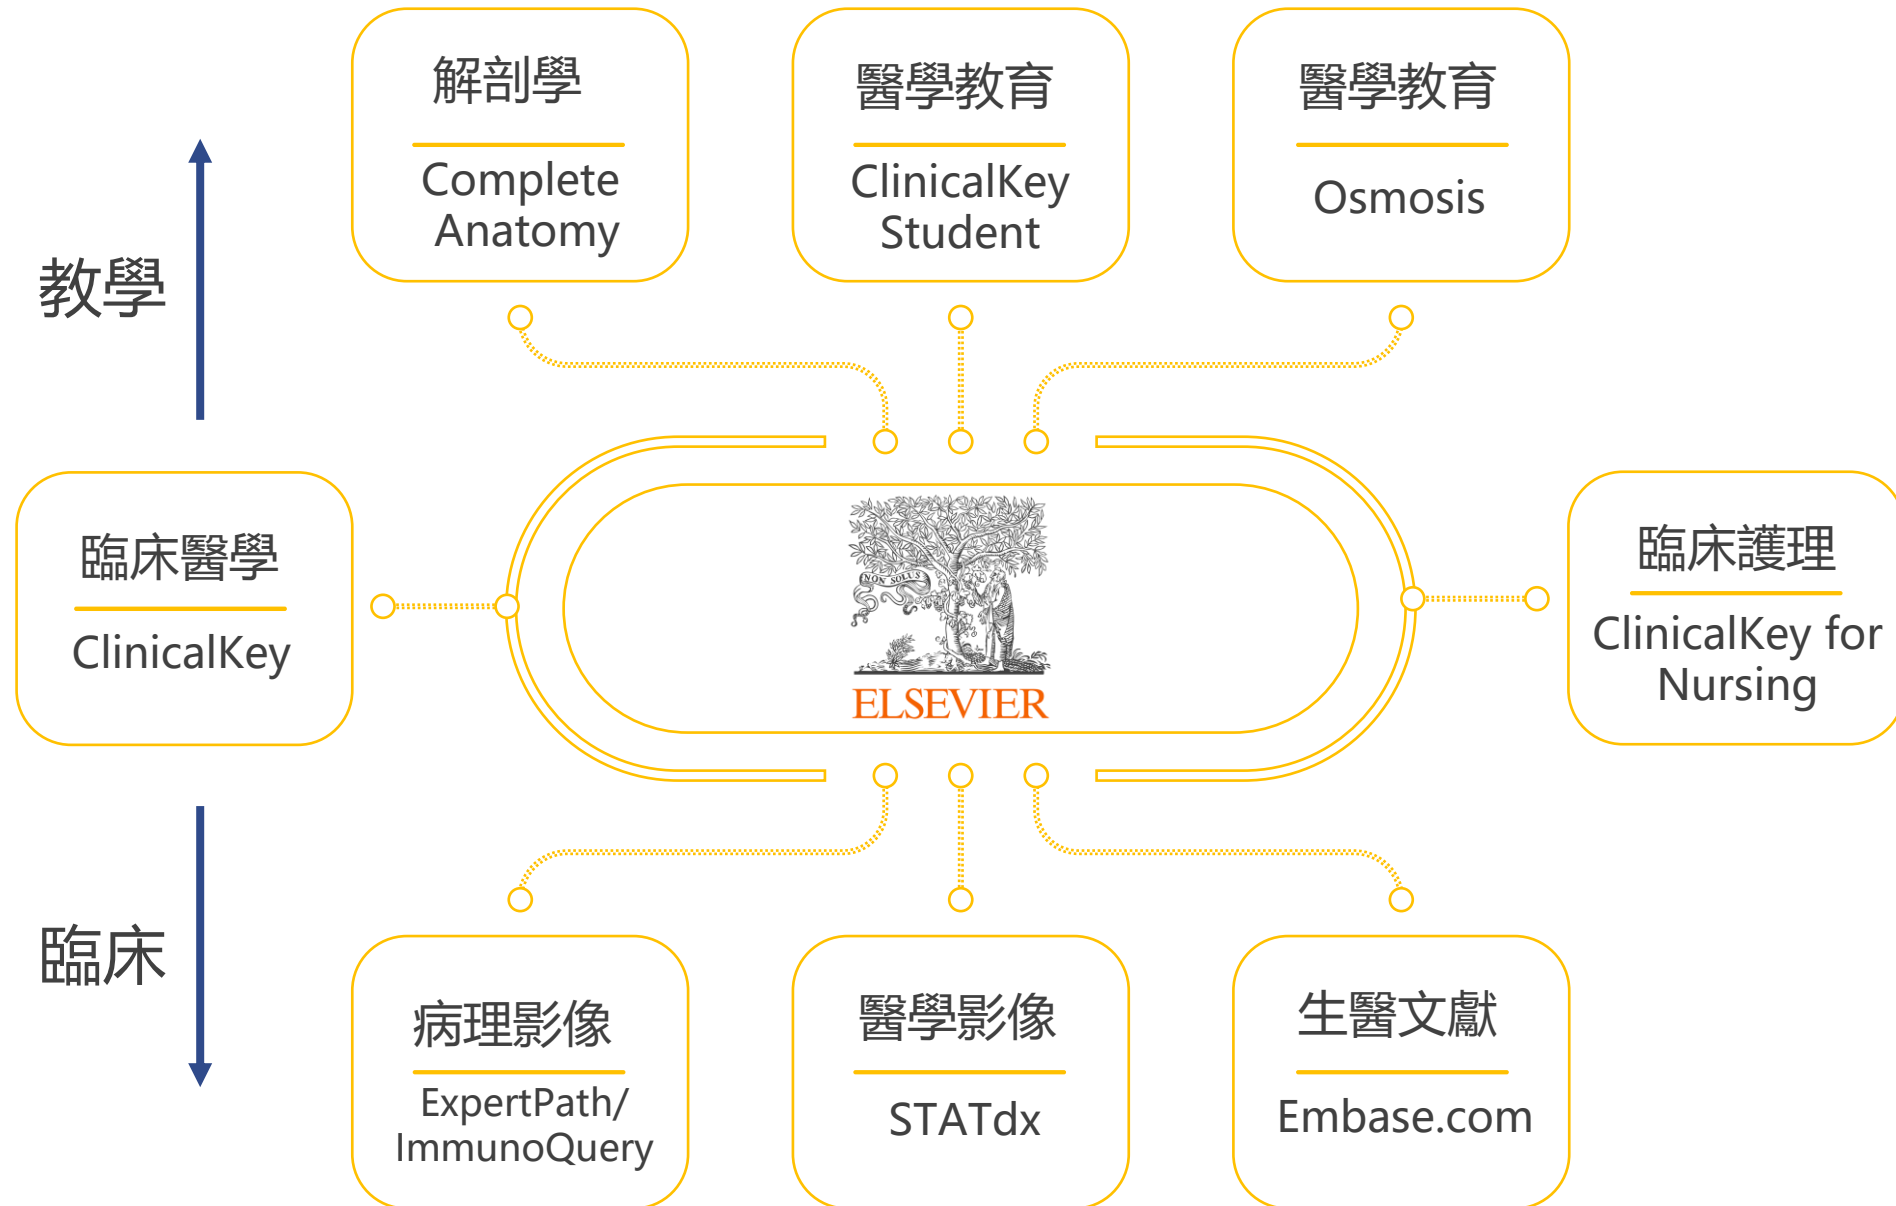 解剖學
Complete
Anatomy
醫學教育
ClinicalKey
Student
醫學教育
Osmosis
教學
臨床醫學
ClinicalKey
NON SOLUS
ELSEVIER
臨床護理
ClinicalKey for
Nursing
臨床
病理影像
ExpertPath/
ImmunoQuery
醫學影像
STATdx
生醫文獻
Embase.com